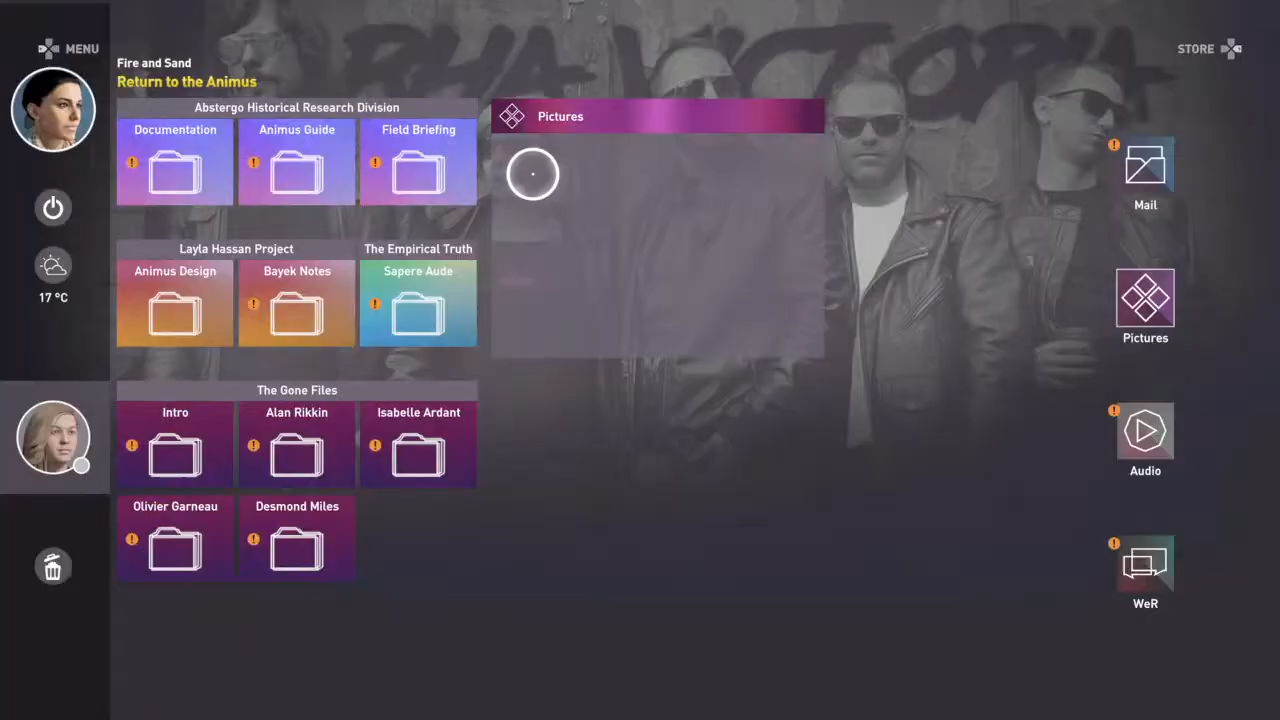 MENU
STORE
Fire and Sand
Return to the Animus
Abstergo Historical Research Division
Documentation
Animus Guide
Field Briefing
Layla Hassan Project
The Empirical Truth
Animus Design
Bayek Notes
Sapere Aude
The Gone Files
Intro
Alan Rikkin
Isabelle Ardant
Olivier Garneau
Desmond Miles
17 °C
Pictures
Mail
Pictures
Audio
WeR